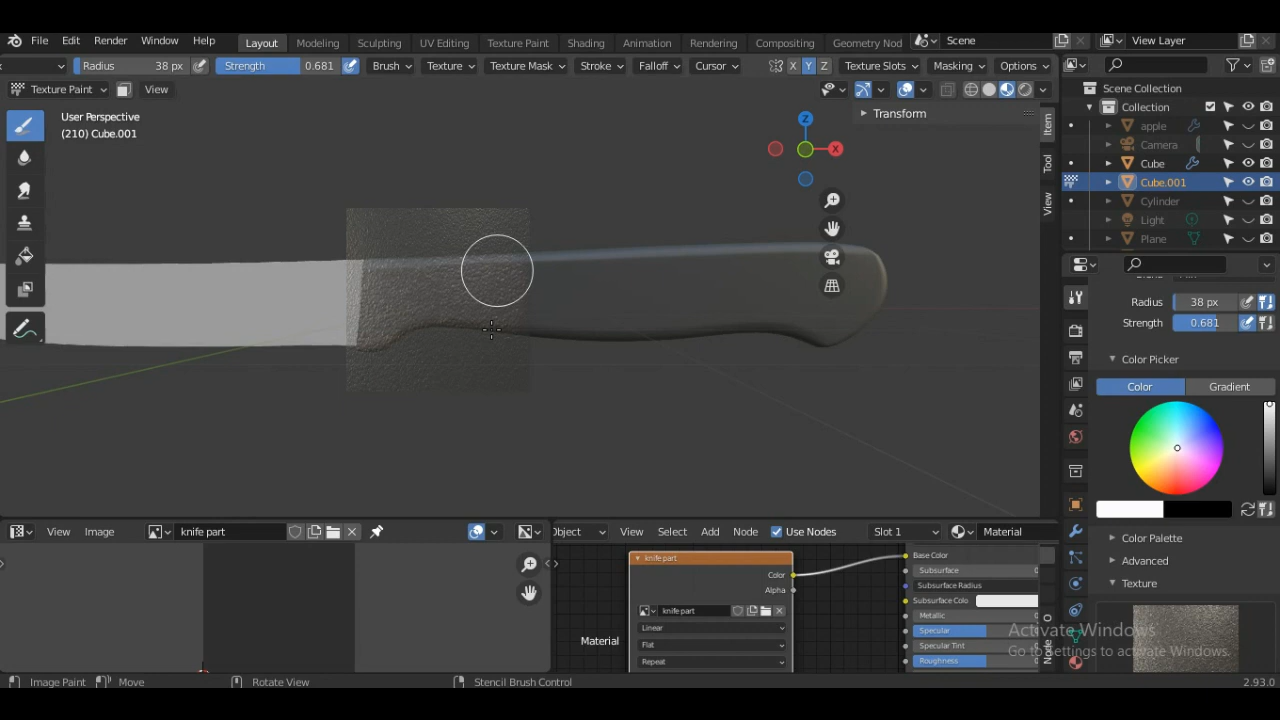 File Edit Render Window Help Layout Modeling Sculpting UV Editing Texture Paint Shading Animation Rendering Compositing Geometry Nod Scene View Layer
Radius 38 px Strength 0.681 Brush Texture Texture Mask Stroke Falloff Cursor X Y Z Texture Slots Masking Options
Texture Paint View
User Perspective
(210) Cube.001
Transform
Z
X
Item
Tool
View
Scene Collection
Collection
apple
Camera
Cube
Cube.001
Cylinder
Light
Plane
Radius 38 px
Strength 0.681
Color Picker
Color Gradient
Color Palette
Advanced
Texture
View Image knife part
Object View Select Add Node Use Nodes Slot 1 Material
knife part
Color
Alpha
knife part
Linear
Flat
Repeat
Material
Base Color
Subsurface 0
Subsurface Radius
Subsurface Colo
Metallic 0
Specular 0
Specular Tint 0
Roughness 0
Node O
Activate Windows
Go to Settings to activate Windows.
Image Paint Move Rotate View Stencil Brush Control 2.93.0